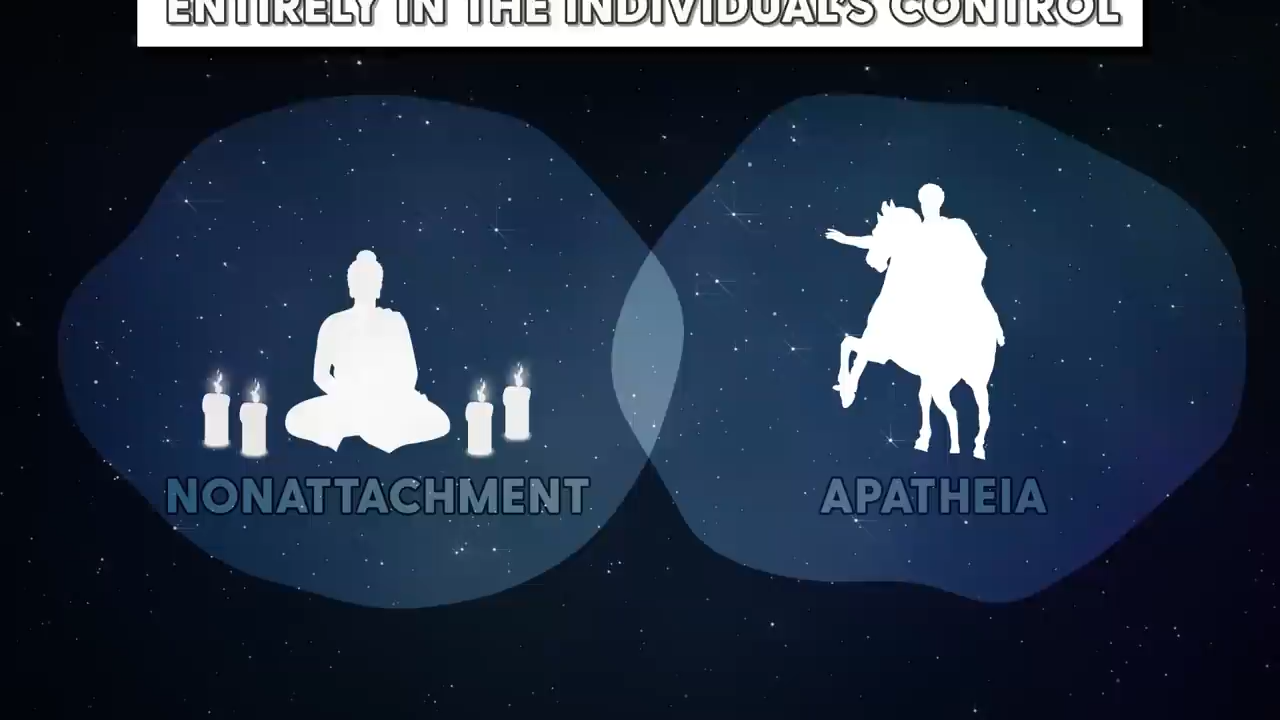 ENTIRELY IN THE INDIVIDUAL'S CONTROL
NONATTACHMENT
APATHEIA